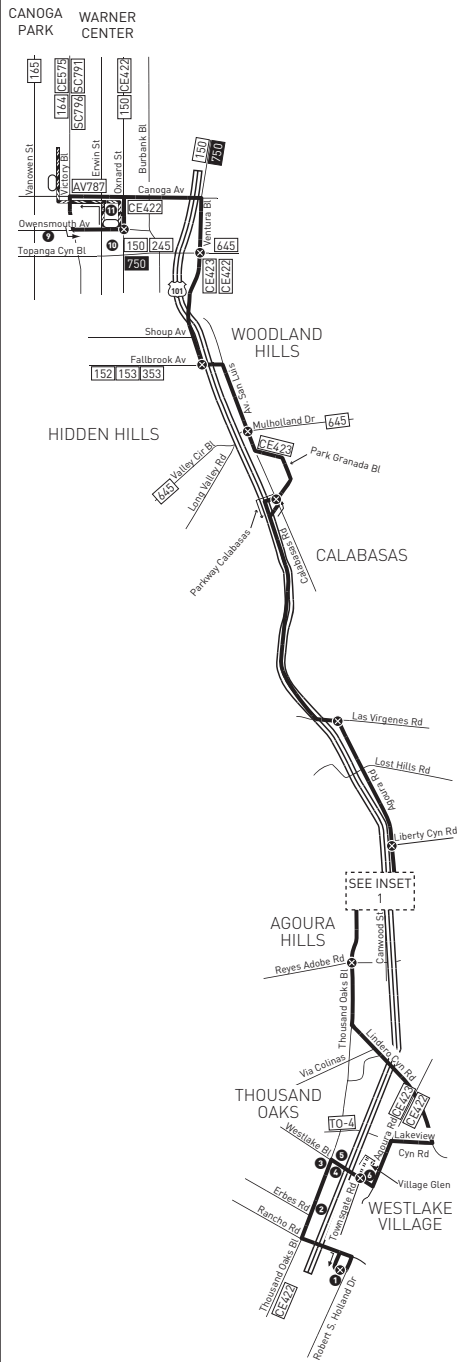 CANOGA
PARK
WARNER
CENTER
165
164
CE575
SC796
SC791
150
CE422
Vanowen St
Victory Bl
Erwin St
Oxnard St
Burbank Bl
150
750
AV787
Canoga Av
11
CE422
Owensmouth Av
9
10
150
245
Ventura Bl
645
Topanga Cyn Bl
750
CE423
CE422
101
Shoup Av
WOODLAND
HILLS
Fallbrook Av
152
153
353
Av. San Luis
Mulholland Dr
645
HIDDEN HILLS
CE423
Park Granada Bl
645
Valley Cir Bl
Long Valley Rd
Parkway Calabasas
Calabasas Rd
CALABASAS
Las Virgenes Rd
Lost Hills Rd
Agoura Rd
Liberty Cyn Rd
SEE INSET
1
Canwood St
AGOURA
HILLS
Reyes Adobe Rd
Thousand Oaks Bl
Lindero Cyn Rd
Via Colinas
THOUSAND
OAKS
CE423
CE422
TO-4
Agoura Rd
Lakeview
Cyn Rd
Westlake Bl
5
3
4
6
Village Glen
Erbes Rd
2
Townsgate Rd
WESTLAKE
VILLAGE
Rancho Rd
Thousand Oaks Bl
CE422
1
Robert S. Holland Dr